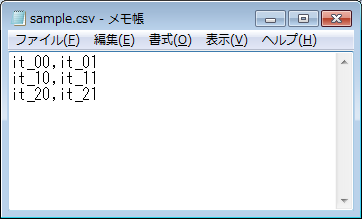 sample.csv - メモ帳
ファイル(F) 編集(E) 書式(O) 表示(V) ヘルプ(H)
it_00,it_01
it_10,it_11
it_20,it_21